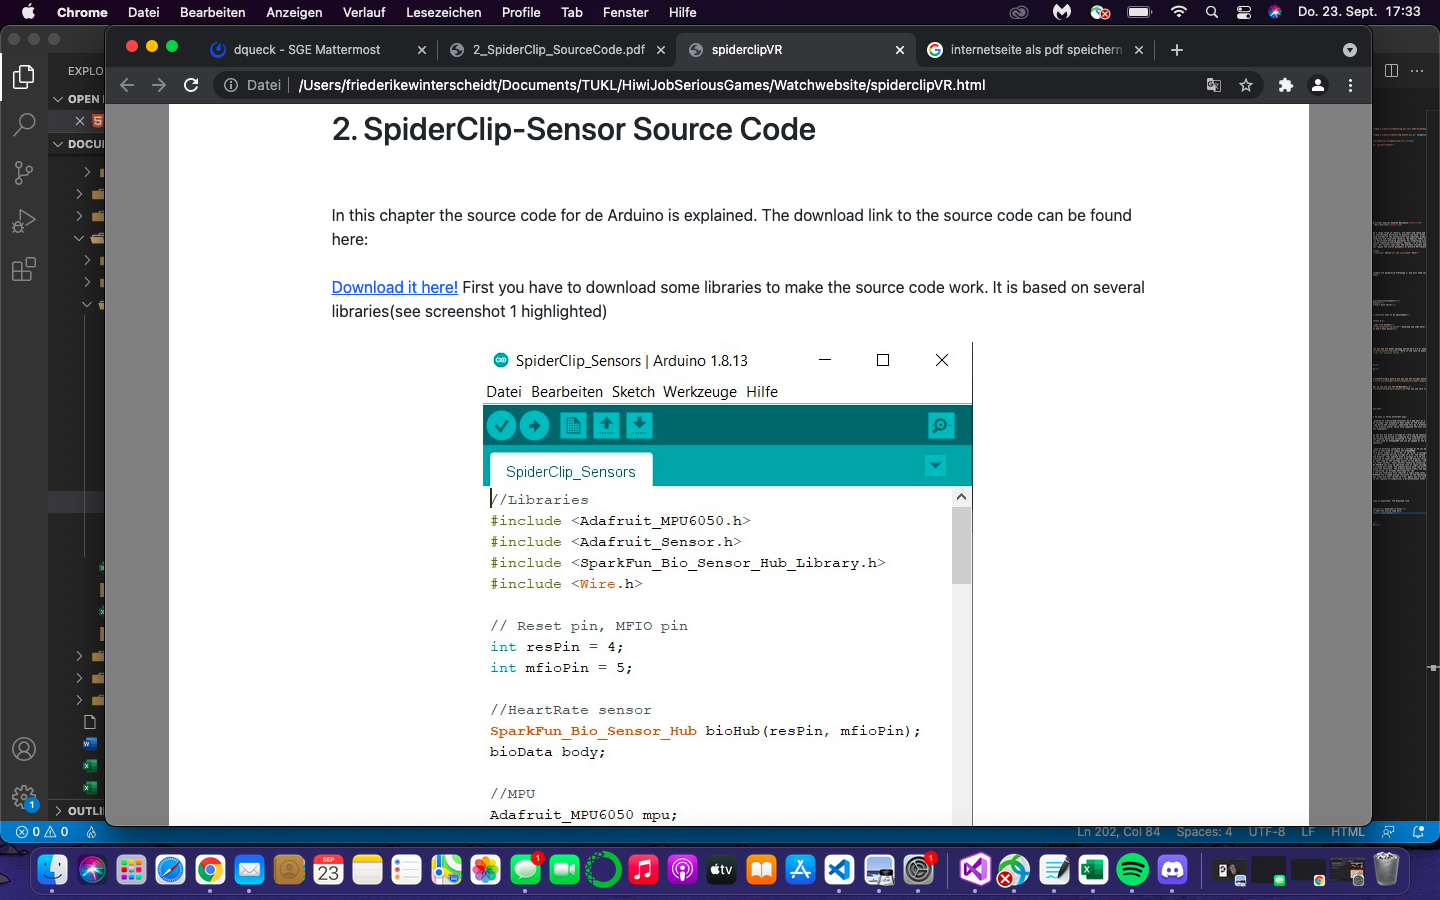 Chrome Datei Bearbeiten Anzeigen Verlauf Lesezeichen Profile Tab Fenster Hilfe Do. 23. Sept. 17:33
dqueck - SGE Mattermost
2_SpiderClip_SourceCode.pdf
spiderclipVR
internetseite als pdf speichern
Datei | /Users/friederikewinterscheidt/Documents/TUKL/HiwiJobSeriousGames/Watchwebsite/spiderclipVR.html
EXPLO
OPEN
DOCU
2. SpiderClip-Sensor Source Code
In this chapter the source code for de Arduino is explained. The download link to the source code can be found
here:
Download it here! First you have to download some libraries to make the source code work. It is based on several
libraries(see screenshot 1 highlighted)
SpiderClip_Sensors | Arduino 1.8.13
Datei Bearbeiten Sketch Werkzeuge Hilfe
SpiderClip_Sensors
//Libraries
#include <Adafruit_MPU6050.h>
#include <Adafruit_Sensor.h>
#include <SparkFun_Bio_Sensor_Hub_Library.h>
#include <Wire.h>
// Reset pin, MFIO pin
int resPin = 4;
int mfioPin = 5;
//HeartRate sensor
SparkFun_Bio_Sensor_Hub bioHub(resPin, mfioPin);
bioData body;
//MPU
Adafruit_MPU6050 mpu;
OUTLI
1
0 0
Ln 202, Col 84 Spaces: 4 UTF-8 LF HTML
SEP
23
1
tv
1